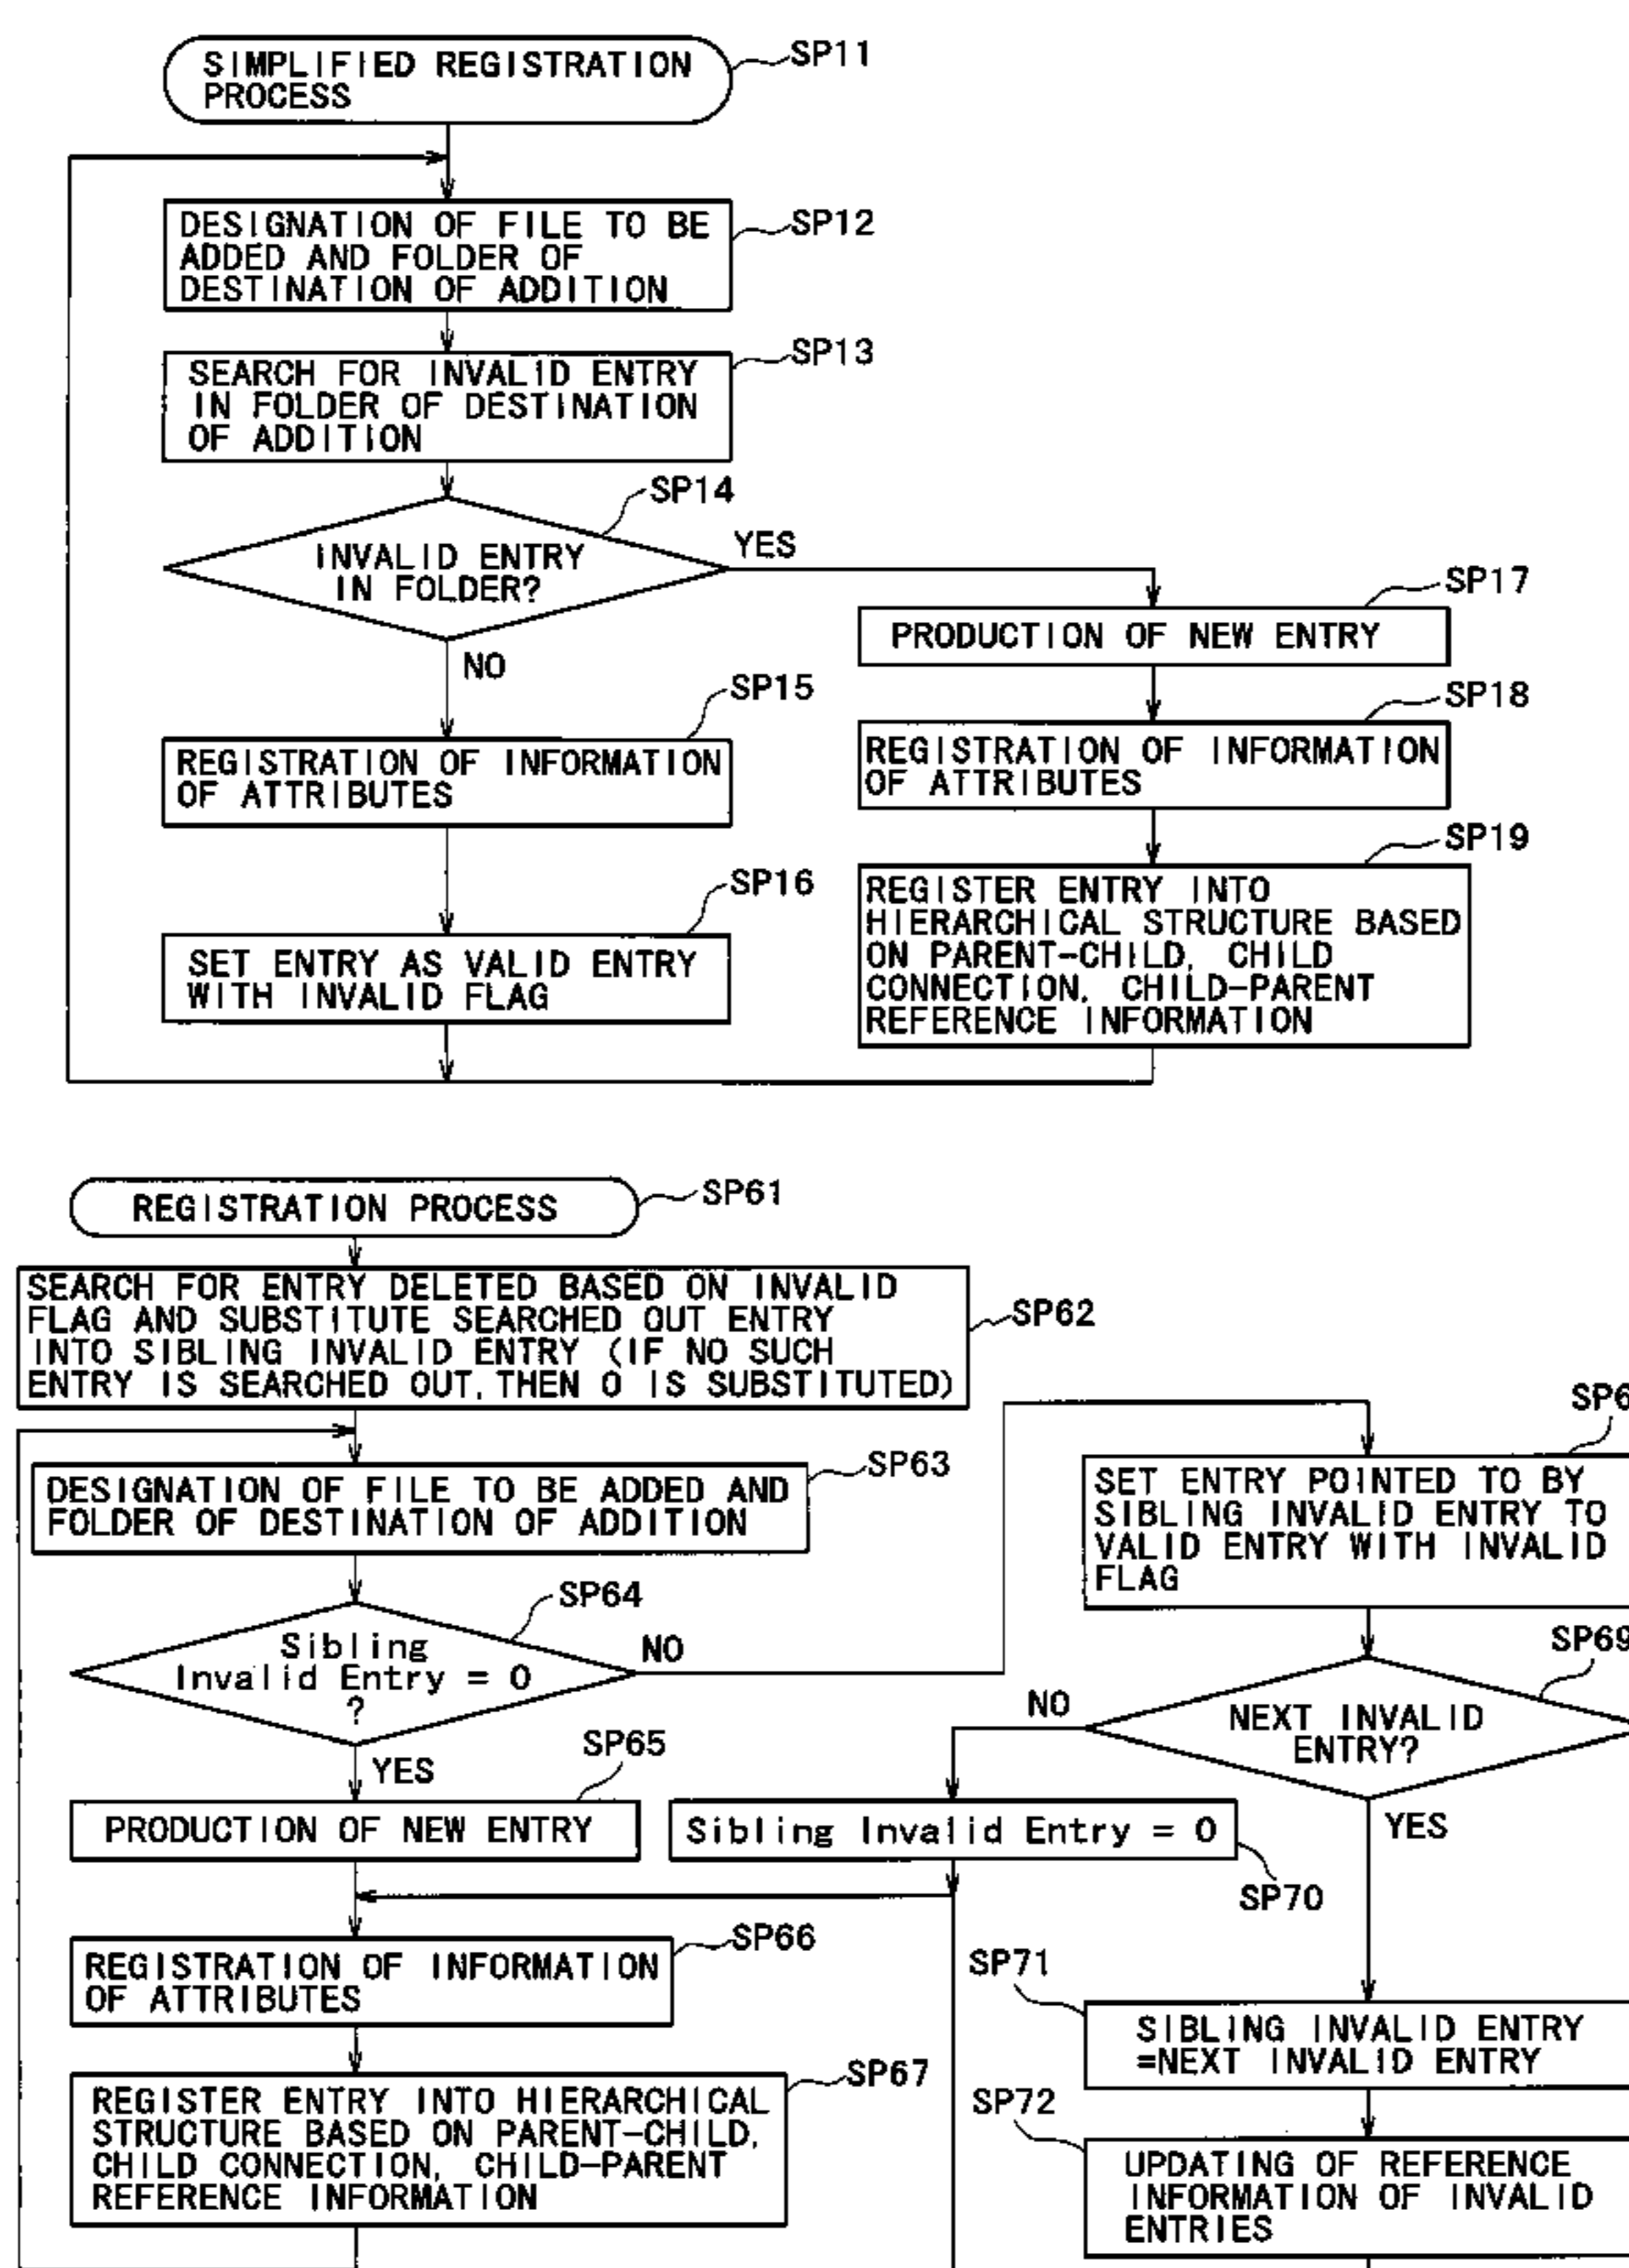 SIMPLIFIED REGISTRATION
PROCESS
SP11
DESIGNATION OF FILE TO BE
ADDED AND FOLDER OF
DESTINATION OF ADDITION
SP12
SEARCH FOR INVALID ENTRY
IN FOLDER OF DESTINATION
OF ADDITION
SP13
SP14
INVALID ENTRY
IN FOLDER?
YES
NO
SP15
REGISTRATION OF INFORMATION
OF ATTRIBUTES
SP16
SET ENTRY AS VALID ENTRY
WITH INVALID FLAG
SP17
PRODUCTION OF NEW ENTRY
SP18
REGISTRATION OF INFORMATION
OF ATTRIBUTES
SP19
REGISTER ENTRY INTO
HIERARCHICAL STRUCTURE BASED
ON PARENT-CHILD, CHILD
CONNECTION, CHILD-PARENT
REFERENCE INFORMATION
REGISTRATION PROCESS
SP61
SEARCH FOR ENTRY DELETED BASED ON INVALID
FLAG AND SUBSTITUTE SEARCHED OUT ENTRY
INTO SIBLING INVALID ENTRY (IF NO SUCH
ENTRY IS SEARCHED OUT, THEN 0 IS SUBSTITUTED)
SP62
DESIGNATION OF FILE TO BE ADDED AND
FOLDER OF DESTINATION OF ADDITION
SP63
SP64
Sibling
Invalid Entry = 0
?
NO
YES
SP65
PRODUCTION OF NEW ENTRY
SP66
REGISTRATION OF INFORMATION
OF ATTRIBUTES
SP67
REGISTER ENTRY INTO HIERARCHICAL
STRUCTURE BASED ON PARENT-CHILD,
CHILD CONNECTION, CHILD-PARENT
REFERENCE INFORMATION
SET ENTRY POINTED TO BY
SIBLING INVALID ENTRY TO
VALID ENTRY WITH INVALID
FLAG
SP69
NEXT INVALID
ENTRY?
NO
YES
Sibling Invalid Entry = 0
SP70
SP71
SIBLING INVALID ENTRY
=NEXT INVALID ENTRY
SP72
UPDATING OF REFERENCE
INFORMATION OF INVALID
ENTRIES